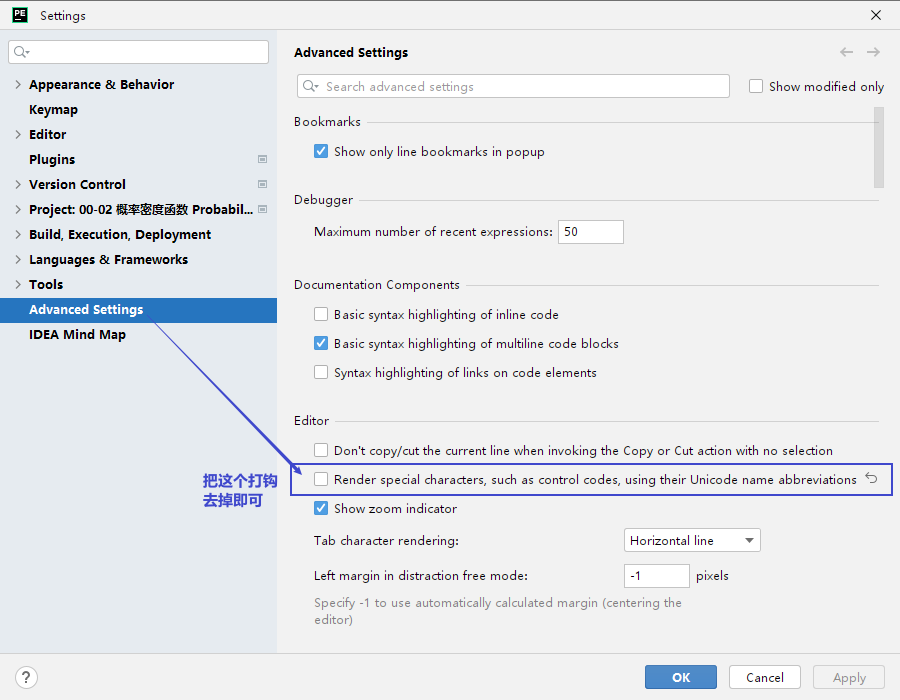 PE
Settings
Appearance & Behavior
Keymap
Editor
Plugins
Version Control
Project: 00-02 概率密度函数 Probabil...
Build, Execution, Deployment
Languages & Frameworks
Tools
Advanced Settings
IDEA Mind Map
把这个打钩
去掉即可
Advanced Settings
Search advanced settings
Show modified only
Bookmarks
Show only line bookmarks in popup
Debugger
Maximum number of recent expressions: 50
Documentation Components
Basic syntax highlighting of inline code
Basic syntax highlighting of multiline code blocks
Syntax highlighting of links on code elements
Editor
Don't copy/cut the current line when invoking the Copy or Cut action with no selection
Render special characters, such as control codes, using their Unicode name abbreviations
Show zoom indicator
Tab character rendering: Horizontal line
Left margin in distraction free mode: -1 pixels
Specify -1 to use automatically calculated margin (centering the
editor)
? OK Cancel Apply